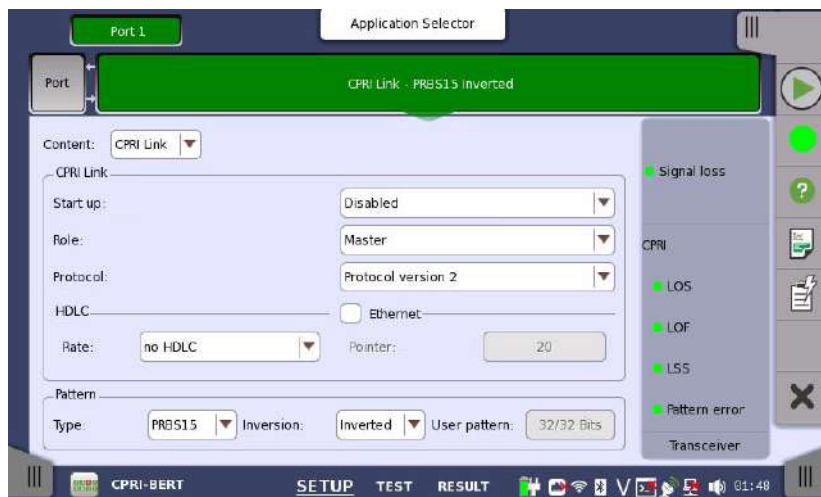 Port 1
Application Selector
Port
CPRI Link - PRBS15 Inverted
Content: CPRI Link
CPRI Link
Start up: Disabled
Role: Master
Protocol: Protocol version 2
HDLC
Ethernet
Rate: no HDLC
Pointer: 20
Pattern
Type: PRBS15 Inversion: Inverted User pattern: 32/32 Bits
Signal loss
CPRI
LOS
LOF
LSS
Pattern error
Transceiver
CPRI-BERT SETUP TEST RESULT V 01:48